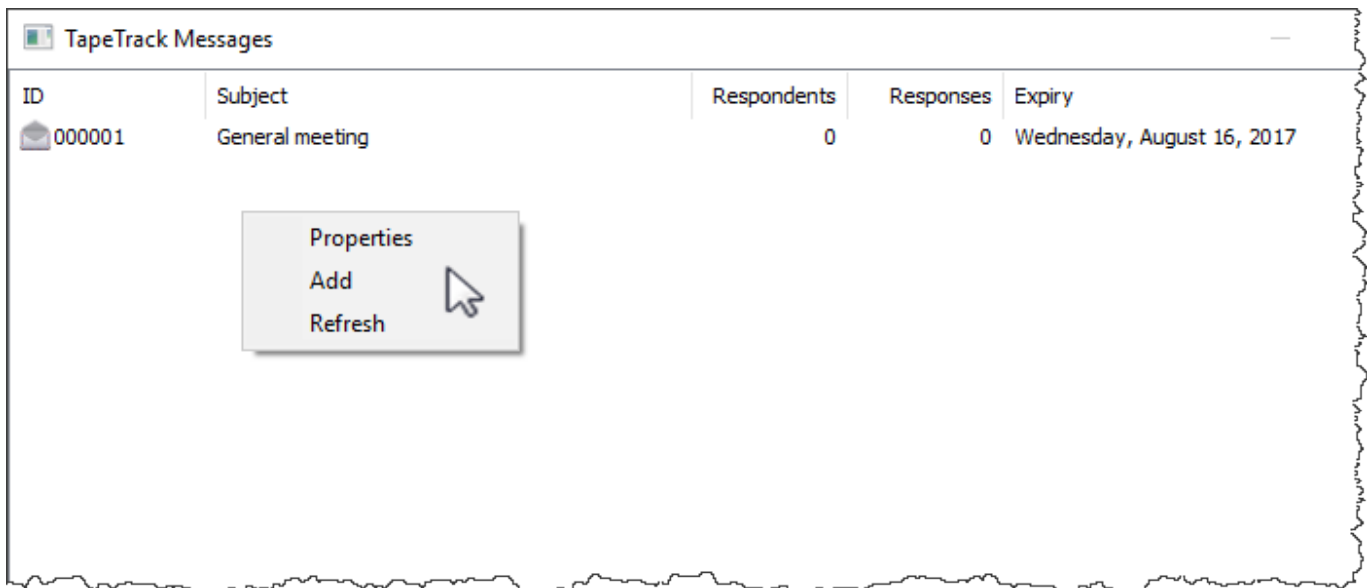 TapeTrack Messages
ID Subject Respondents Responses Expiry
000001 General meeting 0 0 Wednesday, August 16, 2017
Properties
Add
Refresh